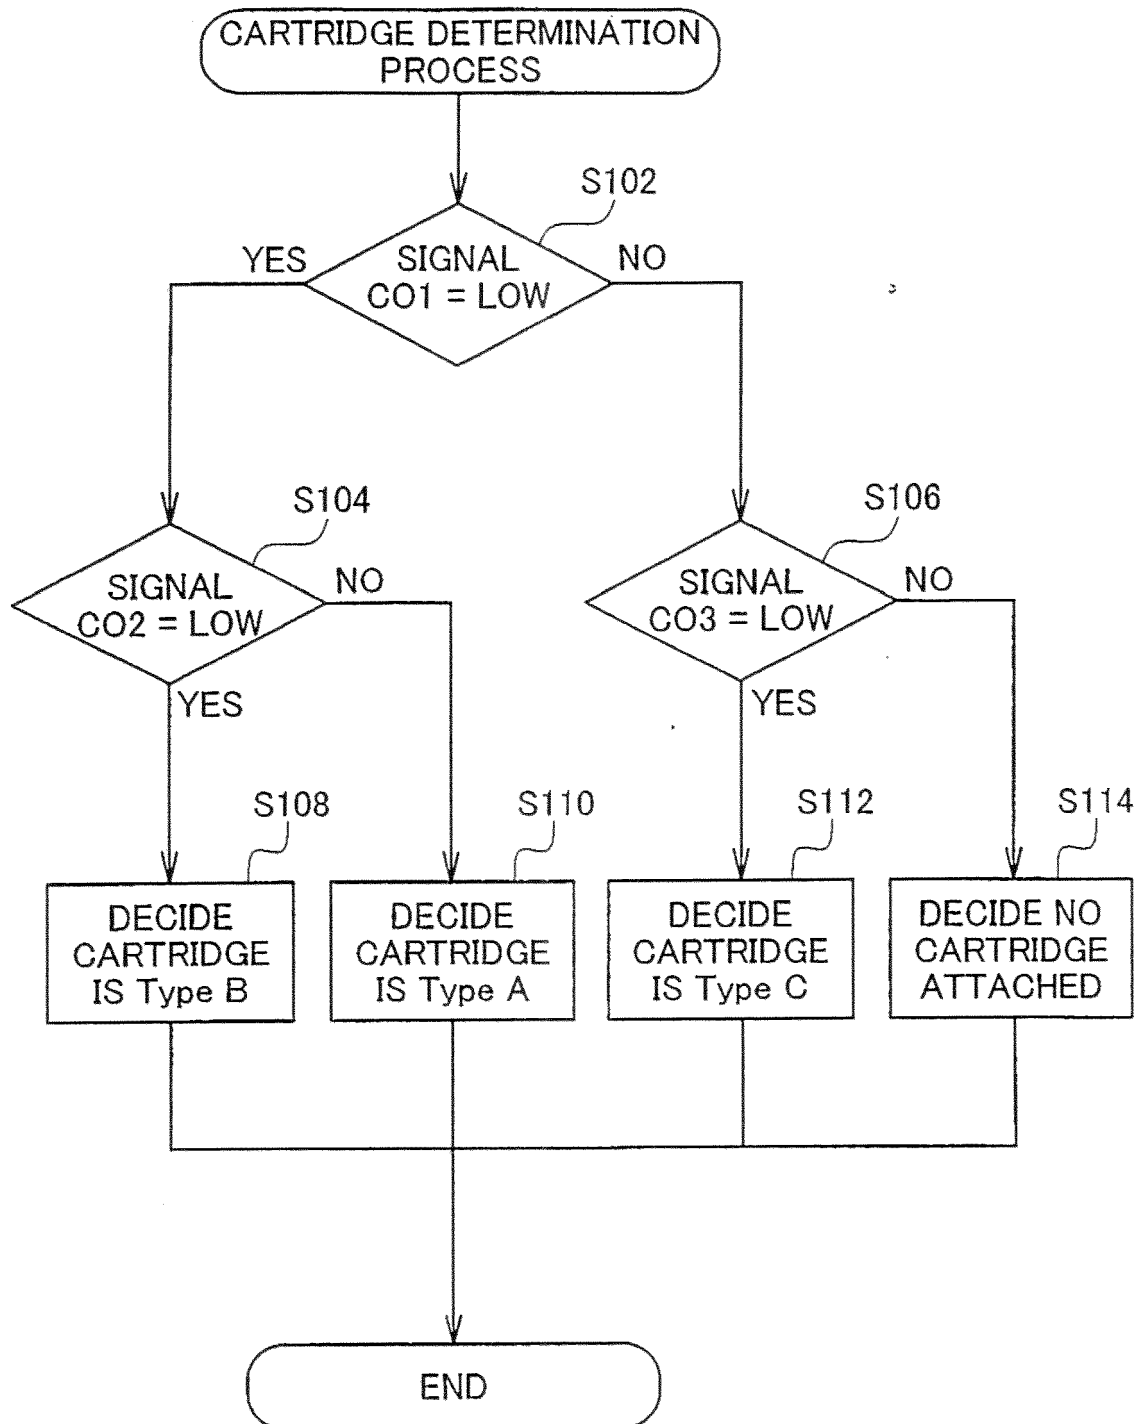 CARTRIDGE DETERMINATION
PROCESS
S102
YES
SIGNAL
CO1 = LOW
NO
S104
SIGNAL
CO2 = LOW
NO
YES
S106
SIGNAL
CO3 = LOW
NO
YES
S108
DECIDE
CARTRIDGE
IS Type B
S110
DECIDE
CARTRIDGE
IS Type A
S112
DECIDE
CARTRIDGE
IS Type C
S114
DECIDE NO
CARTRIDGE
ATTACHED
END